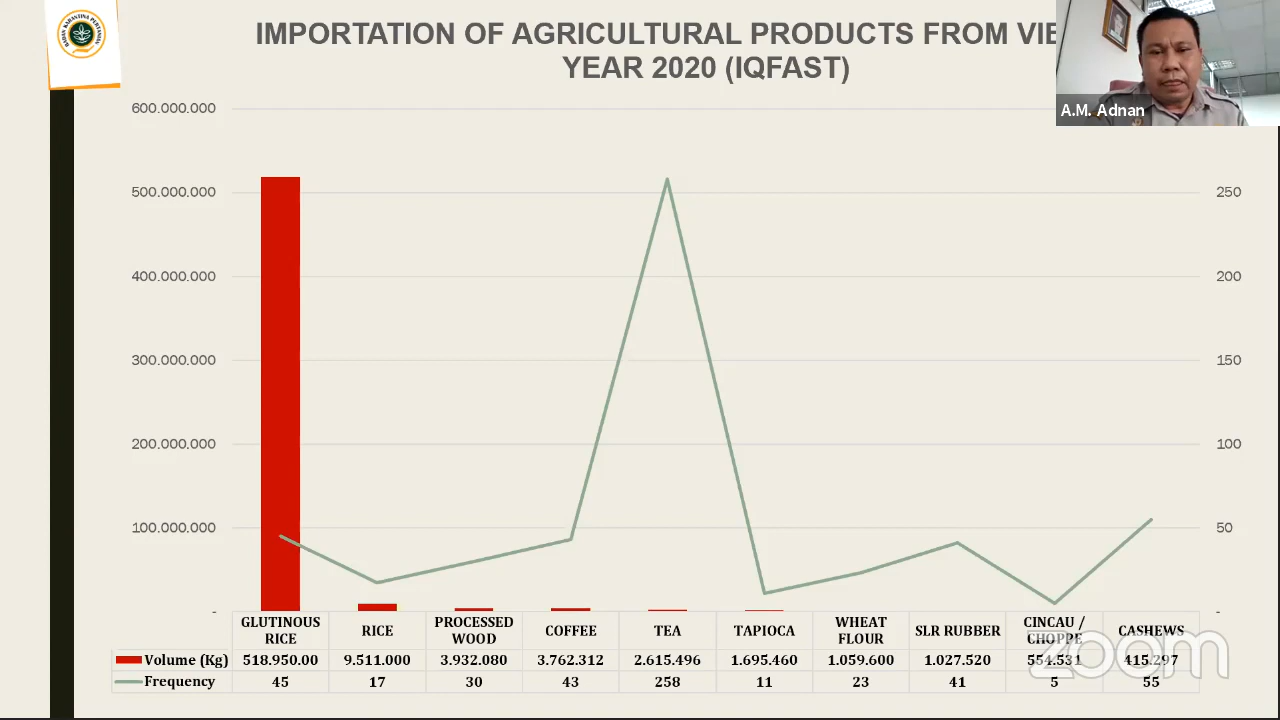 BADAN KARANTINA PERTANIAN
IMPORTATION OF AGRICULTURAL PRODUCTS FROM VIE
YEAR 2020 (IQFAST)
A.M. Adnan
600.000.000
500.000.000
250
400.000.000
200
300.000.000
150
200.000.000
100
100.000.000
50
-
-
GLUTINOUS RICE
RICE
PROCESSED WOOD
COFFEE
TEA
TAPIOCA
WHEAT FLOUR
SLR RUBBER
CINCAU / CHOPPE
CASHEWS
Volume (Kg) 518.950.00 9.511.000 3.932.080 3.762.312 2.615.496 1.695.460 1.059.600 1.027.520 554.531 415.297
Frequency 45 17 30 43 258 11 23 41 5 55
zoom